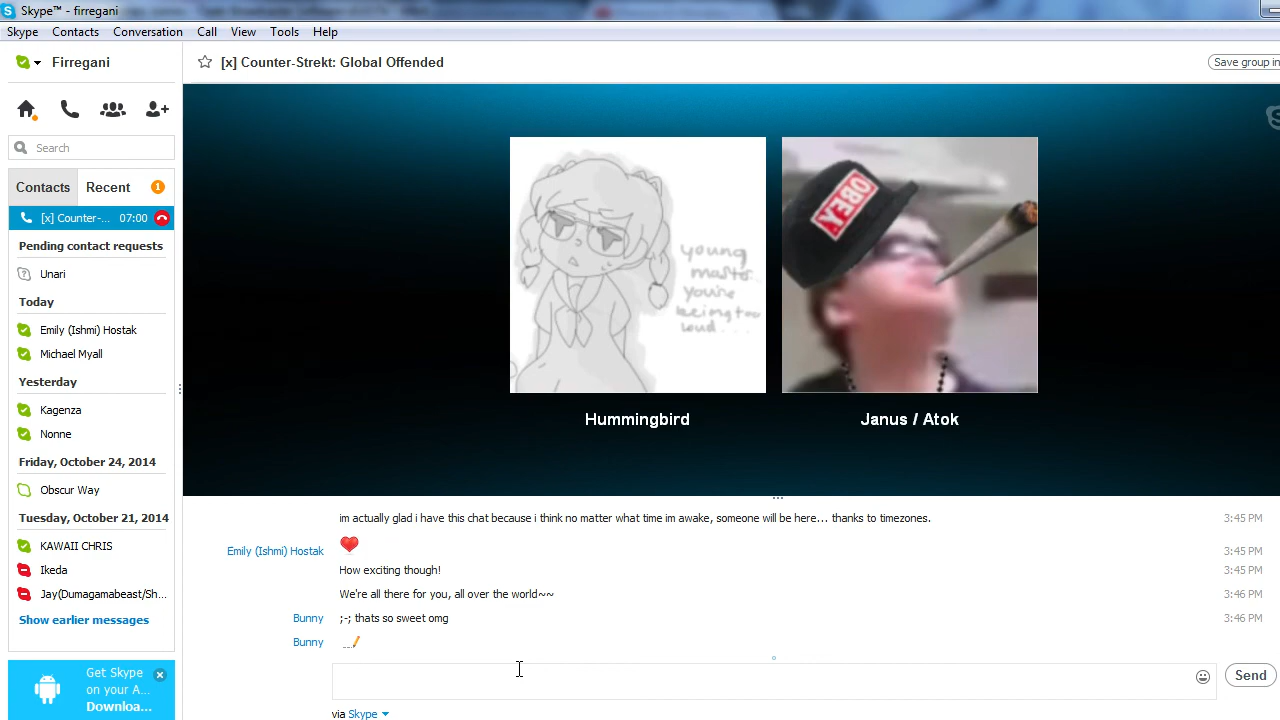 Skype™ - firregani
Skype Contacts Conversation Call View Tools Help
Firregani
[x] Counter-Strekt: Global Offended
Save group in
Search
Contacts Recent 1
[x] Counter-... 07:00
Pending contact requests
Unari
Today
Emily (Ishmi) Hostak
Michael Myall
Yesterday
Kagenza
Nonne
Friday, October 24, 2014
Obscur Way
Tuesday, October 21, 2014
KAWAII CHRIS
Ikeda
Jay(Dumagamabeast/Sh...
Show earlier messages
Get Skype
on your A...
Downloa...
young
master..
you're
being too
loud....
OBEY
Hummingbird
Janus / Atok
im actually glad i have this chat because i think no matter what time im awake, someone will be here... thanks to timezones. 3:45 PM
Emily (Ishmi) Hostak 3:45 PM
How exciting though! 3:45 PM
We're all there for you, all over the world~~ 3:46 PM
Bunny ;-; thats so sweet omg 3:46 PM
Bunny
Send
via Skype